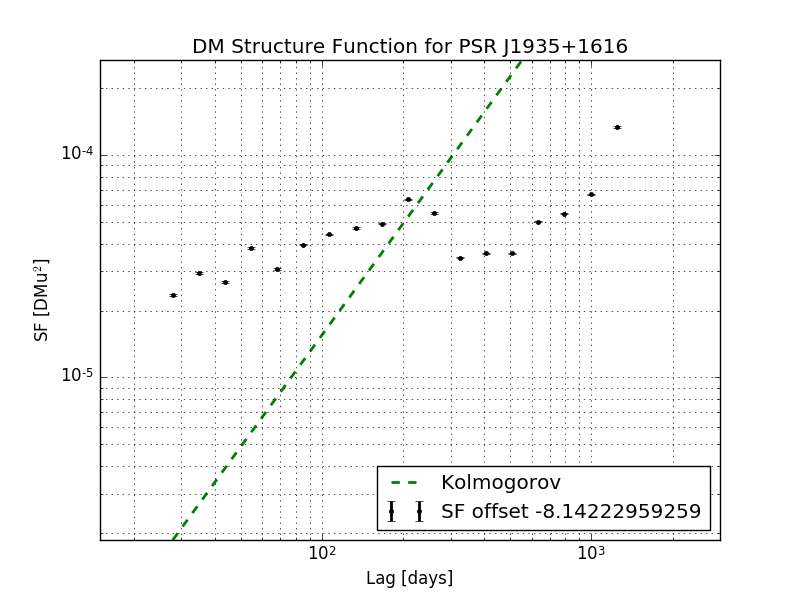 DM Structure Function for PSR J1935+1616
10⁻⁴
10⁻⁵
SF [DMu²]
10²
10³
Lag [days]
Kolmogorov
SF offset -8.14222959259